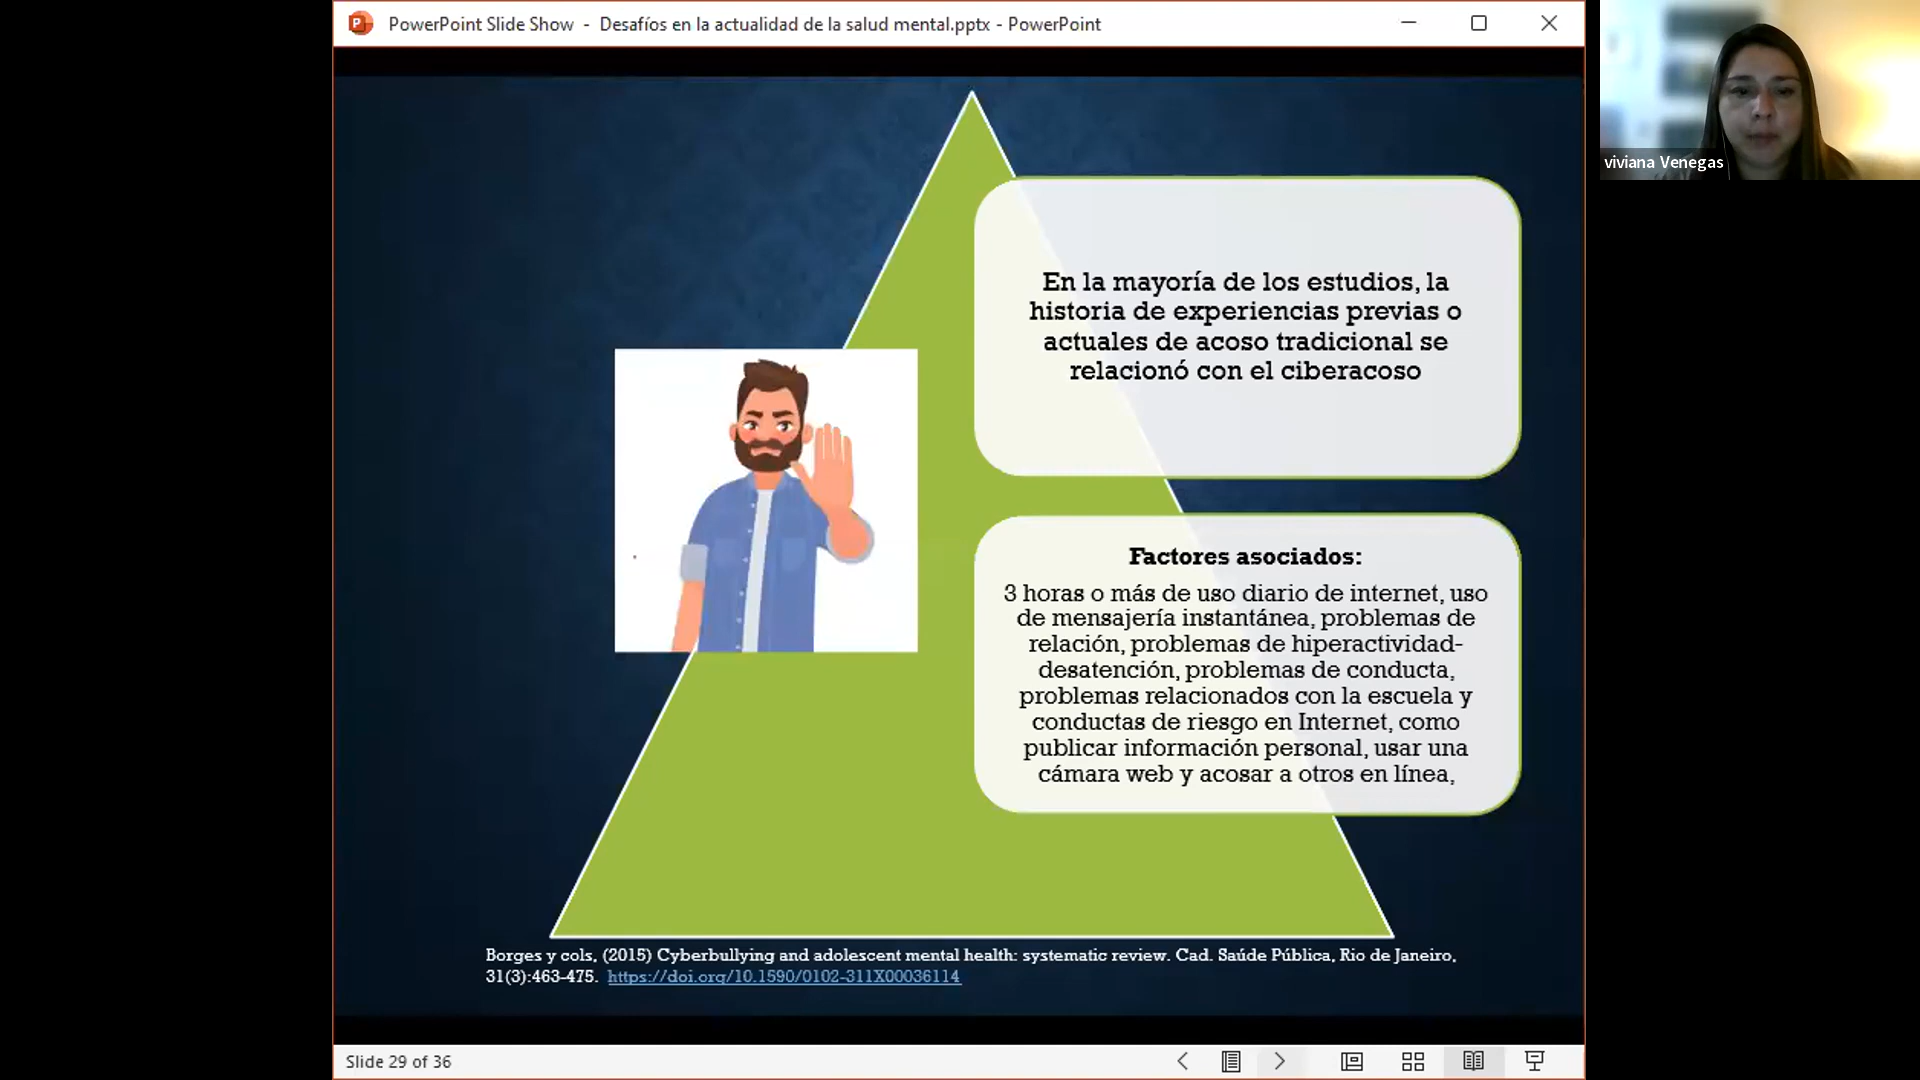 PowerPoint Slide Show - Desafíos en la actualidad de la salud mental.pptx - PowerPoint
viviana Venegas
En la mayoría de los estudios, la
historia de experiencias previas o
actuales de acoso tradicional se
relacionó con el ciberacoso
Factores asociados:
3 horas o más de uso diario de internet, uso
de mensajería instantánea, problemas de
relación, problemas de hiperactividad-
desatención, problemas de conducta,
problemas relacionados con la escuela y
conductas de riesgo en Internet, como
publicar información personal, usar una
cámara web y acosar a otros en línea,
Borges y cols, (2015) Cyberbullying and adolescent mental health: systematic review. Cad. Saúde Pública, Rio de Janeiro,
31(3):463-475. https://doi.org/10.1590/0102-311X00036114
Slide 29 of 36